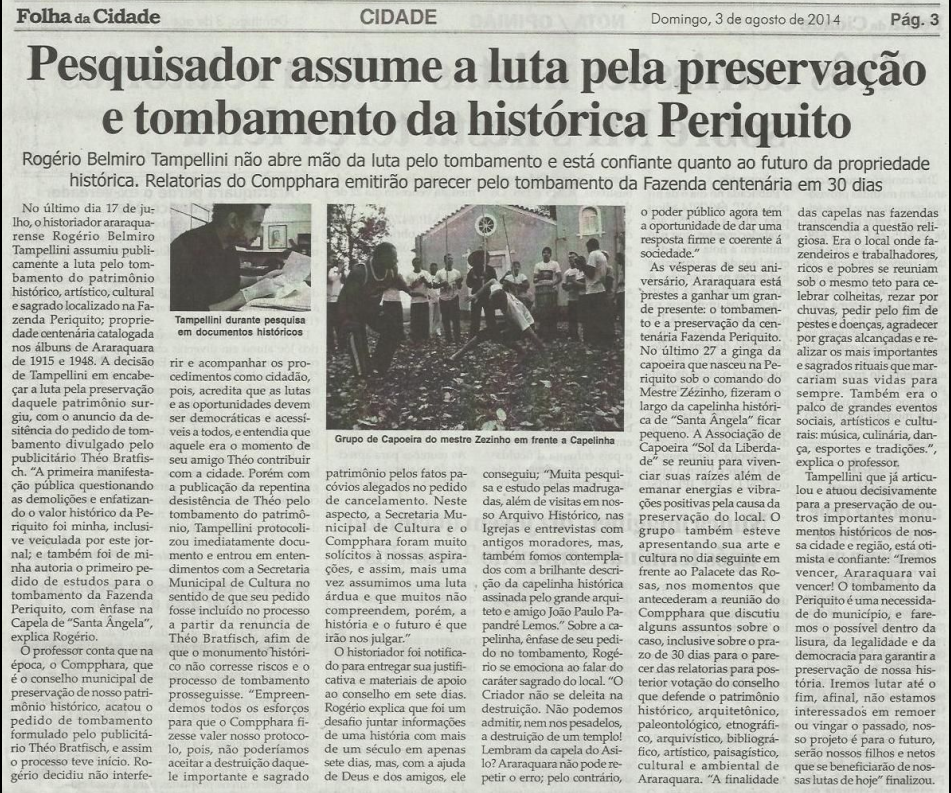 Folha da Cidade
CIDADE
Domingo, 3 de agosto de 2014
Pág. 3
Pesquisador assume a luta pela preservação
e tombamento da histórica Periquito
Rogério Belmiro Tampellini não abre mão da luta pelo tombamento e está confiante quanto ao futuro da propriedade
histórica. Relatorias do Compphara emitirão parecer pelo tombamento da Fazenda centenária em 30 dias
No último dia 17 de ju-
lho, o historiador araraqua-
rense Rogério Belmiro
Tampellini assumiu publi-
camente a luta pelo tom-
bamento do patrimônio
histórico, artístico, cultural
e sagrado localizado na Fa-
zenda Periquito; proprie-
dade centenária catalogada
nos álbuns de Araraquara
de 1915 e 1948. A decisão
de Tampellini em encabe-
çar a luta pela preservação
daquele patrimônio sur-
giu, com o anuncio da de-
sitência do pedido de tom-
bamento divulgado pelo
publicitário Théo Bratfis-
ch. “A primeira manifesta-
ção pública questionando
as demolições e enfatizan-
do o valor histórico da Pe-
riquito foi minha, inclusi-
ve veiculada por este jor-
nal; e também foi de mi-
nha autoria o primeiro pe-
dido de estudos para o
tombamento da Fazenda
Periquito, com ênfase na
Capela de “Santa Ângela”,
explica Rogério.
O professor conta que na
época, o Compphara, que
é o conselho municipal de
preservação de nosso patri-
mônio histórico, acatou o
pedido de tombamento
formulado pelo publicitá-
rio Théo Bratfisch, e assim
o processo teve início. Ro-
gério decidiu não interfe-
Tampellini durante pesquisa
em documentos históricos
rir e acompanhar os pro-
cedimentos como cidadão,
pois, acredita que as lutas
e as oportunidades devem
ser democráticas e acessí-
veis a todos, e entendia que
aquele era o momento de
seu amigo Théo contribuir
com a cidade. Porém com
a publicação da repentina
desistência de Théo pelo
tombamento do patrimô-
nio, Tampellini protocoli-
zou imediatamente docu-
mento e entrou em enten-
dimentos com a Secretaria
Municipal de Cultura no
sentido de que seu pedido
fosse incluído no processo
a partir da renuncia de
Théo Bratfisch, afim de
que o monumento históri-
co não corresse riscos e o
processo de tombamento
prosseguisse. “Empreen-
demos todos os esforços
para que o Compphara fi-
zesse valer nosso protoco-
lo, pois, não poderíamos
aceitar a destruição daque-
le importante e sagrado
Grupo de Capoeira do mestre Zezinho em frente a Capelinha
patrimônio pelos fatos pa-
cóvios alegados no pedido
de cancelamento. Neste
aspecto, a Secretaria Mu-
nicipal de Cultura e o
Compphara foram muito
solícitos à nossas aspira-
ções, e assim, mais uma
vez assumimos uma luta
árdua e que muitos não
compreendem, porém, a
história e o futuro é que
irão nos julgar.”
O historiador foi notifica-
do para entregar sua justifi-
cativa e materiais de apoio
ao conselho em sete dias.
Rogério explica que foi um
desafio juntar informações
de uma história com mais
de um século em apenas
sete dias, mas, com a ajuda
de Deus e dos amigos, ele
conseguiu; “Muita pesqui-
sa e estudo pelas madruga-
das, além de visitas em nos-
so Arquivo Histórico, nas
Igrejas e entrevistas com
antigos moradores, mas,
também fomos contempla-
dos com a brilhante descri-
ção da capelinha histórica
assinada pelo grande arqui-
teto e amigo João Paulo Pa-
pandré Lemos.” Sobre a ca-
pelinha, ênfase de seu pedi-
do no tombamento, Rogé-
rio se emociona ao falar do
caráter sagrado do local. “O
Criador não se deleita na
destruição. Não podemos
admitir, nem nos pesadelos,
a destruição de um templo!
Lembram da capela do Asi-
lo? Araraquara não pode re-
petir o erro; pelo contrário,
o poder público agora tem
a oportunidade de dar uma
resposta firme e coerente á
sociedade.”
As vésperas de seu ani-
versário, Araraquara está
prestes a ganhar um gran-
de presente: o tombamen-
to e a preservação da cen-
tenária Fazenda Periquito.
No último 27 a ginga da
capoeira que nasceu na Pe-
riquito sob o comando do
Mestre Zézinho, fizeram o
largo da capelinha históri-
ca de “Santa Ângela” ficar
pequeno. A Associação de
Capoeira “Sol da Liberda-
de” se reuniu para viven-
ciar suas raízes além de
emanar energias e vibra-
ções positivas pela causa da
preservação do local. O
grupo também esteve
apresentando sua arte e
cultura no dia seguinte em
frente ao Palacete das Ro-
sas, nos momentos que
antecederam a reunião do
Compphara que discutiu
alguns assuntos sobre o
caso, inclusive sobre o pra-
zo de 30 dias para o pare-
cer das relatorias para pos-
terior votação do conselho
que defende o patrimônio
histórico, arquitetônico,
paleontológico, etnográfi-
co, arquivístico, bibliográ-
fico, artístico, paisagístico,
cultural e ambiental de
Araraquara. “A finalidade
das capelas nas fazendas
transcendia a questão reli-
giosa. Era o local onde fa-
zendeiros e trabalhadores,
ricos e pobres se reuniam
sob o mesmo teto para ce-
lebrar colheitas, rezar por
chuvas, pedir pelo fim de
pestes e doenças, agradecer
por graças alcançadas e re-
alizar os mais importantes
e sagrados rituais que mar-
cariam suas vidas para
sempre. Também era o
palco de grandes eventos
sociais, artísticos e cultu-
rais: música, culinária, dan-
ça, esportes e tradições.”,
explica o professor.
Tampellini que já articu-
lou e atuou decisivamente
para a preservação de ou-
tros importantes monu-
mentos históricos de nos-
sa cidade e região, está oti-
mista e confiante: “Iremos
vencer, Araraquara vai
vencer! O tombamento da
Periquito é uma necessida-
de do município, e fare-
mos o possível dentro da
lisura, da legalidade e da
democracia para garantir a
preservação de nossa his-
tória. Iremos lutar até o
fim, afinal, não estamos
interessados em remoer
ou vingar o passado, nos-
so projeto é para o futuro,
serão nossos filhos e netos
que se beneficiarão de nos-
sas lutas de hoje” finalizou.